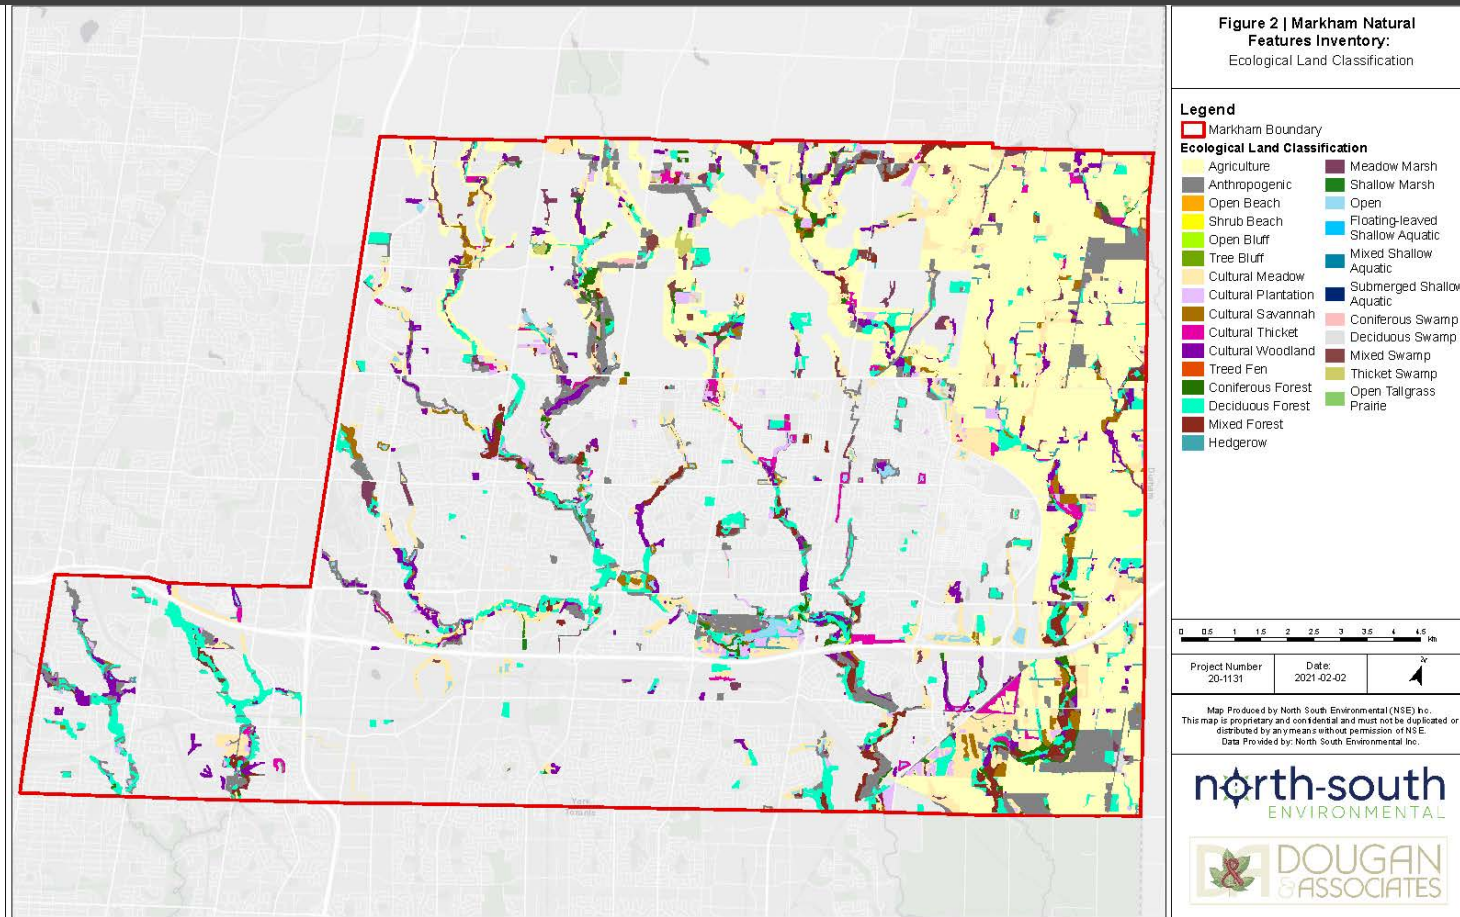 Figure 2 | Markham Natural
Features Inventory:
Ecological Land Classification
Legend
Markham Boundary
Ecological Land Classification
Agriculture
Anthropogenic
Open Beach
Shrub Beach
Open Bluff
Tree Bluff
Cultural Meadow
Cultural Plantation
Cultural Savannah
Cultural Thicket
Cultural Woodland
Treed Fen
Coniferous Forest
Deciduous Forest
Mixed Forest
Hedgerow
Meadow Marsh
Shallow Marsh
Open
Floating-leaved
Shallow Aquatic
Mixed Shallow
Aquatic
Submerged Shallow
Aquatic
Coniferous Swamp
Deciduous Swamp
Mixed Swamp
Thicket Swamp
Open Tallgrass
Prairie
Durham
York
Toronto
0 0.5 1 1.5 2 2.5 3 3.5 4 4.5
Km
Project Number
20-1131
Date:
2021-02-02
Map Produced by North South Environmental (NSE) Inc.
This map is proprietary and confidential and must not be duplicated or
distributed by any means without permission of NSE.
Data Provided by: North South Environmental Inc.
north-south
ENVIRONMENTAL
D&A DOUGAN
& ASSOCIATES